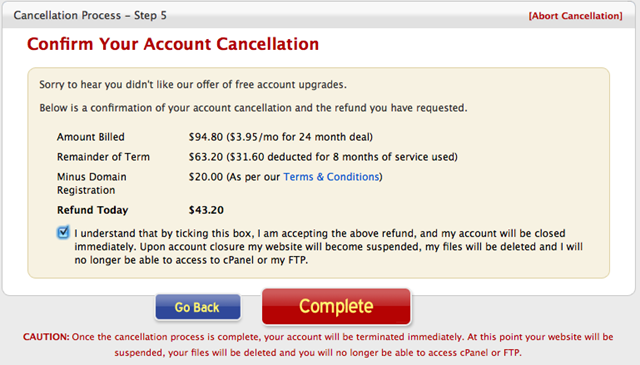 Cancellation Process – Step 5
[Abort Cancellation]
Confirm Your Account Cancellation
Sorry to hear you didn't like our offer of free account upgrades.
Below is a confirmation of your account cancellation and the refund you have requested.
Amount Billed $94.80 ($3.95/mo for 24 month deal)
Remainder of Term $63.20 ($31.60 deducted for 8 months of service used)
Minus Domain $20.00 (As per our Terms & Conditions)
Registration
Refund Today $43.20
I understand that by ticking this box, I am accepting the above refund, and my account will be closed
immediately. Upon account closure my website will become suspended, my files will be deleted and I will
no longer be able to access to cPanel or my FTP.
Go Back
Complete
CAUTION: Once the cancellation process is complete, your account will be terminated immediately. At this point your website will be
suspended, your files will be deleted and you will no longer be able to access cPanel or FTP.